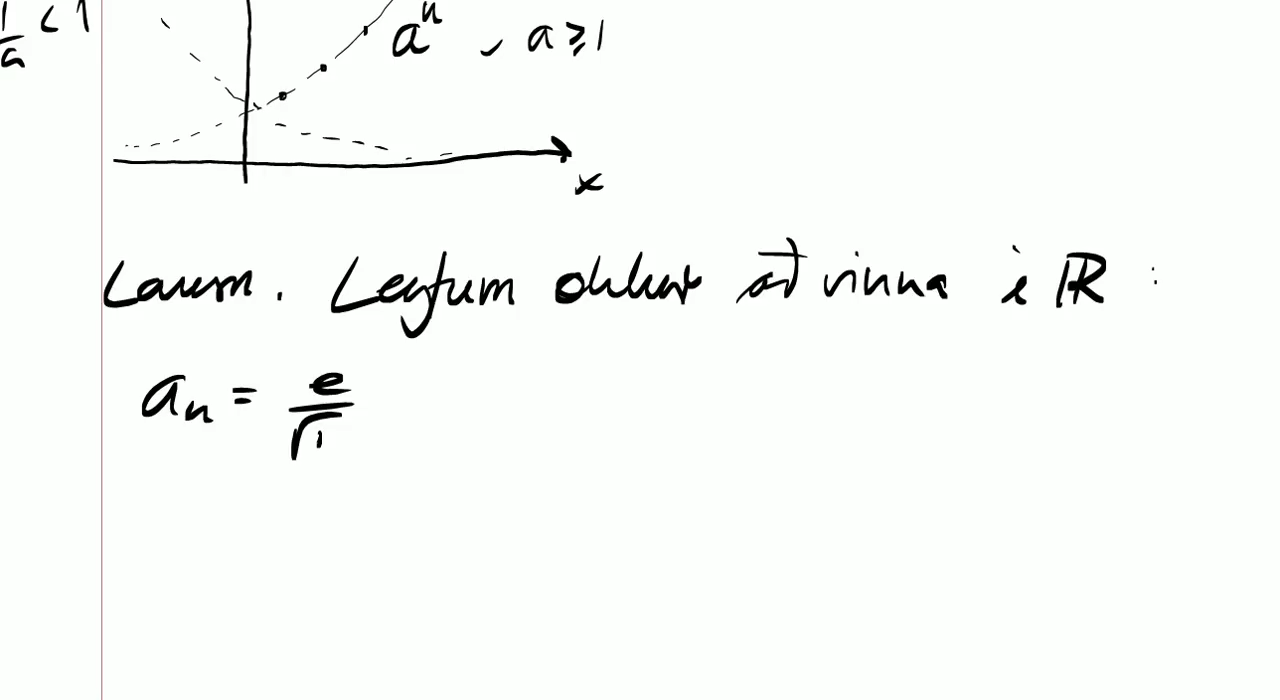 1/a < 1
a^n, a ≥ 1
x
Lausn. Leyfum okkur að vinna í ℝ :
a_n = e/√